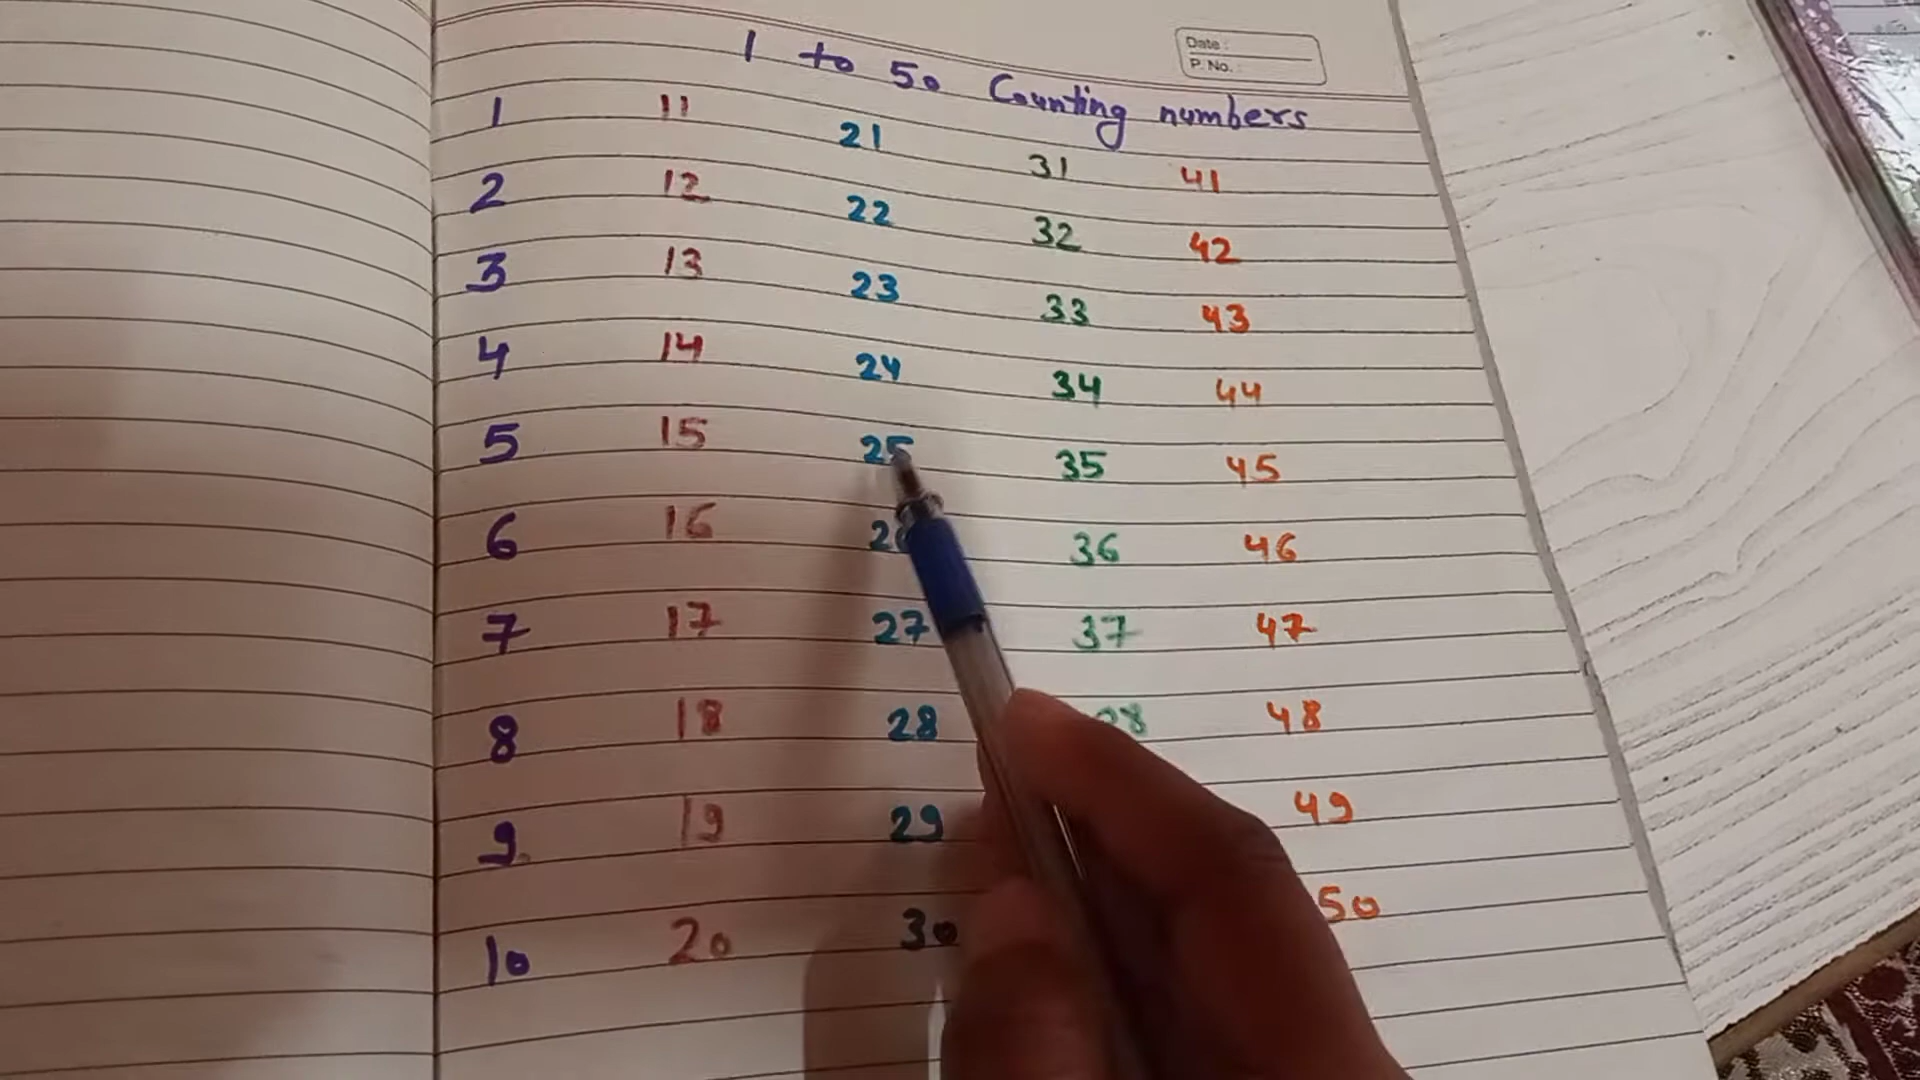 Date :
P. No. :
1 to 50 Counting numbers
1 11 21 31 41
2 12 22 32 42
3 13 23 33 43
4 14 24 34 44
5 15 25 35 45
6 16 36 46
7 17 27 37 47
8 18 28 48
9 19 29 49
10 20 30 50